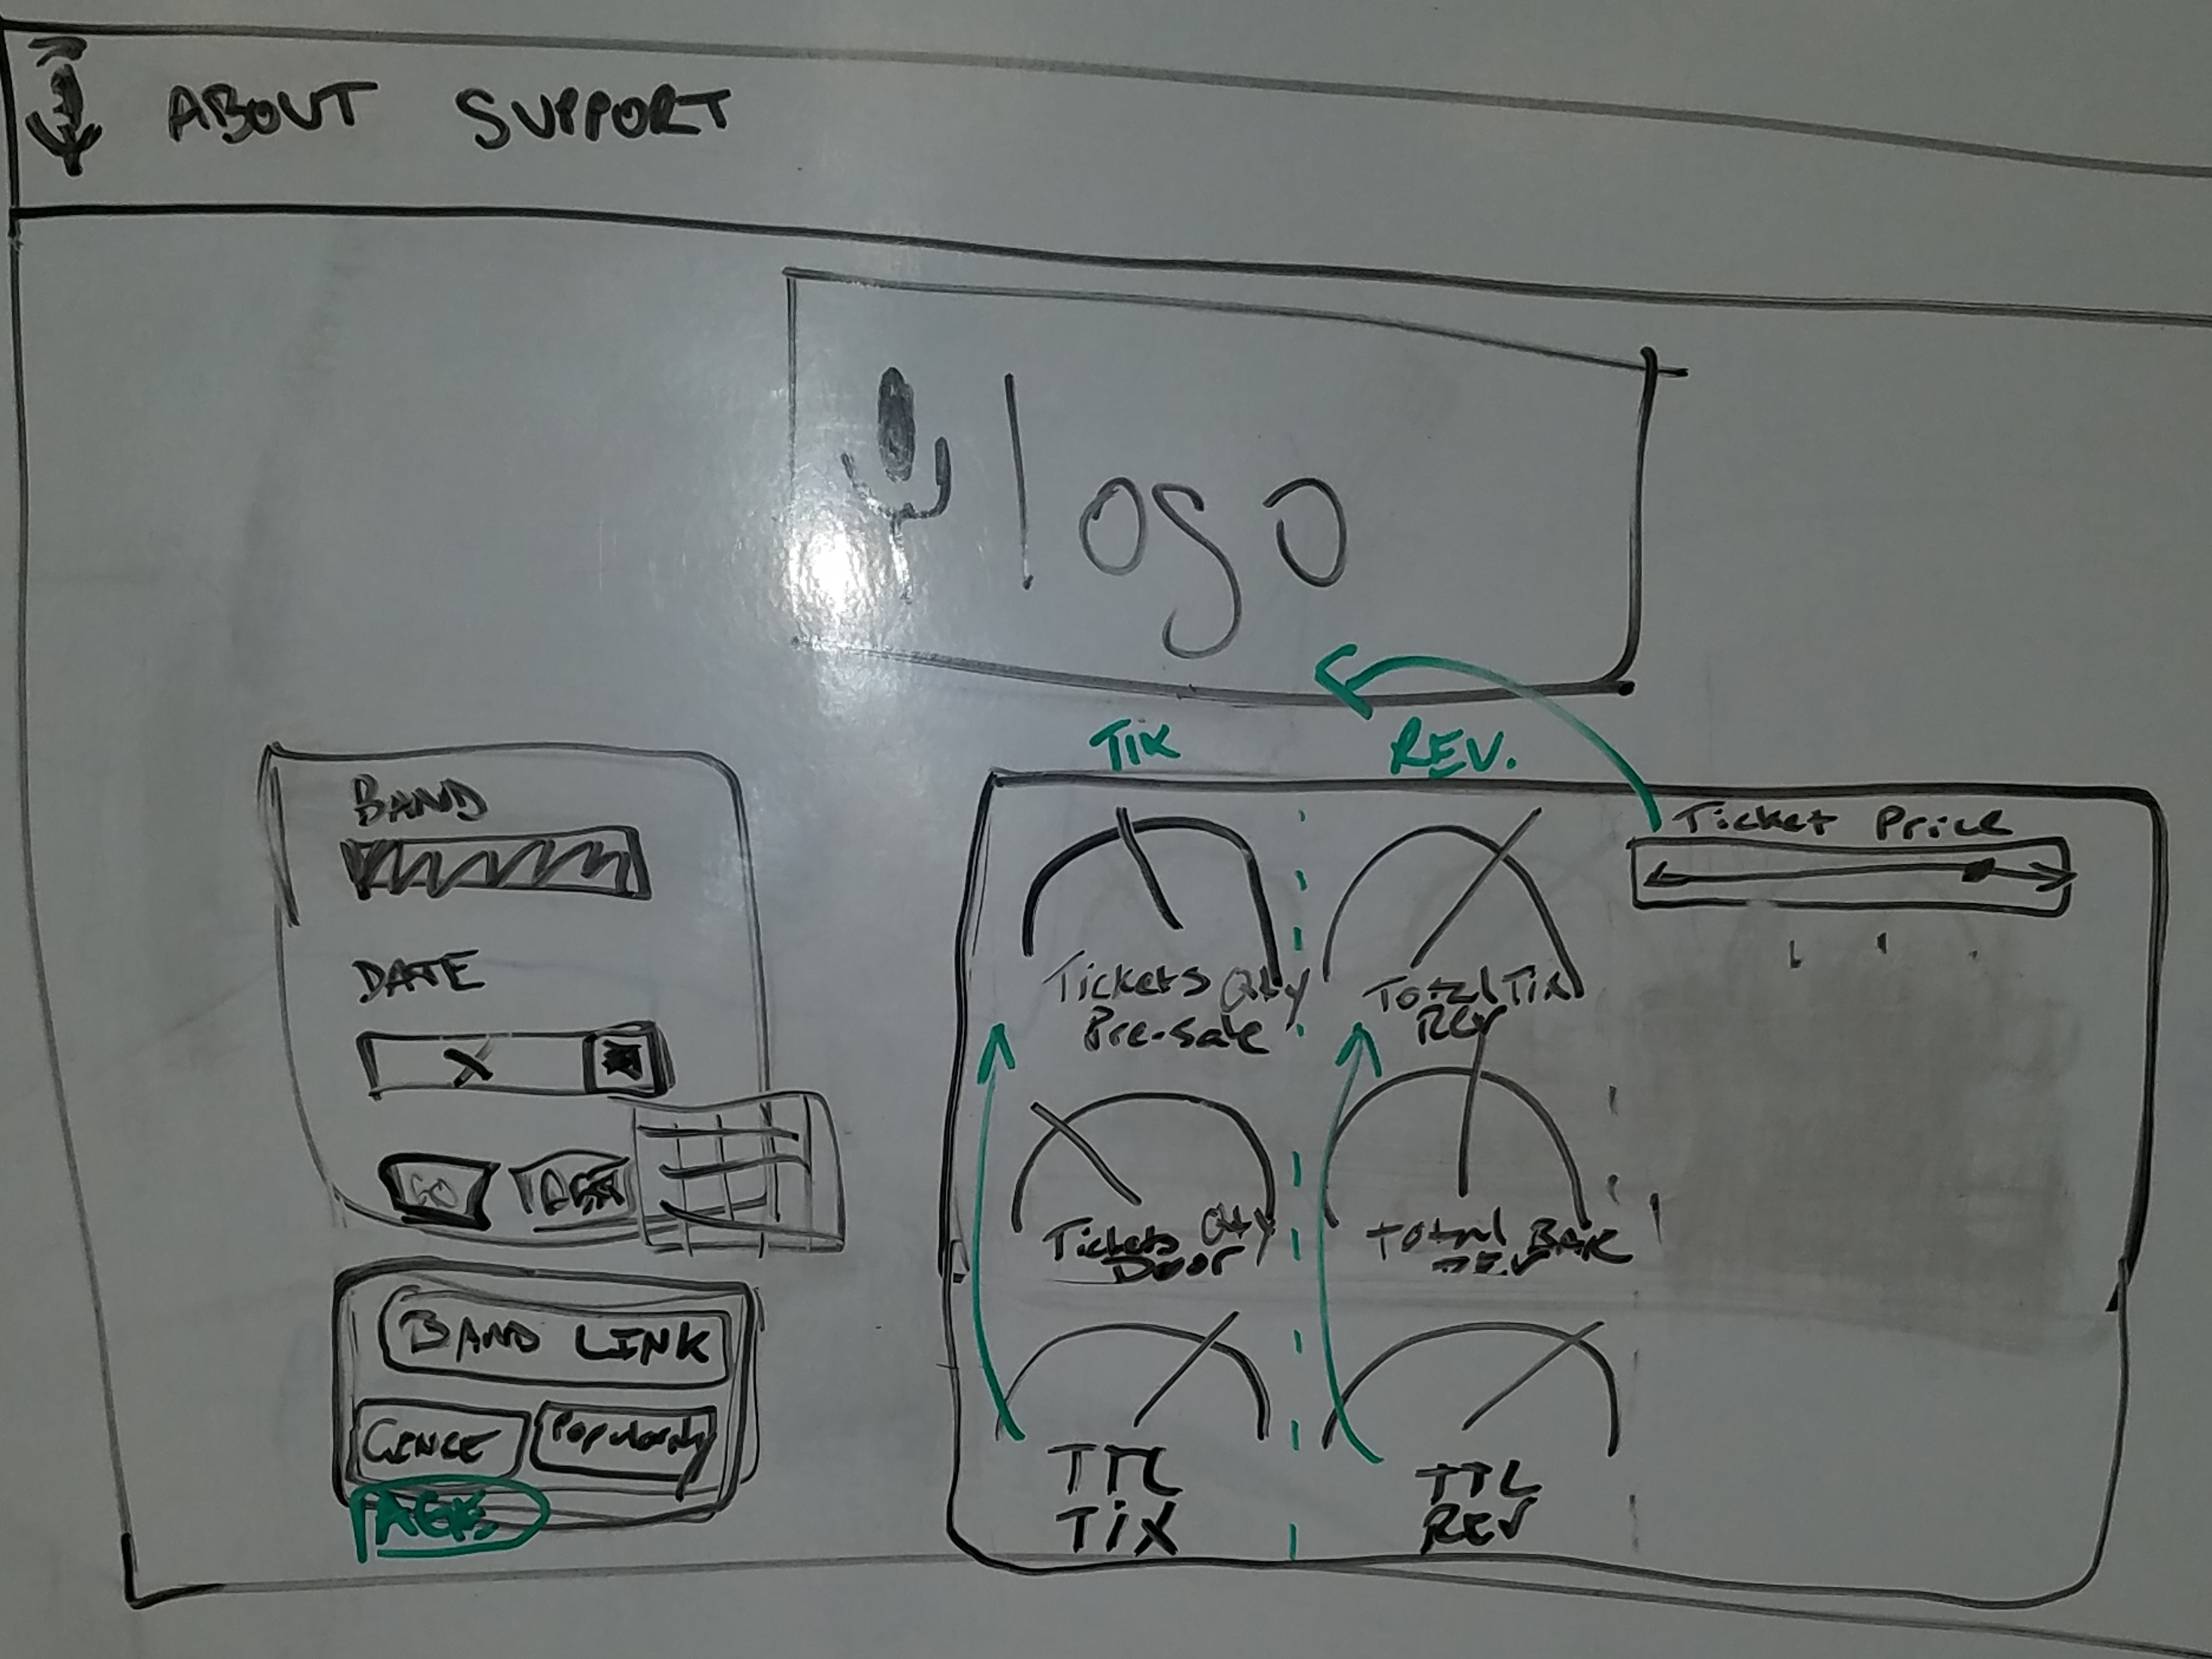 ABOUT SUPPORT
logo
TIX REV.
BAND
DATE
GO
BAND LINK
GENRE Popularity
AGE
Ticket Price
Tickets Qty
Pre-sale
Total Tix
Rev
Tickets Qty
Door
Total BAR
REV
TTL
TIX
TTL
REV